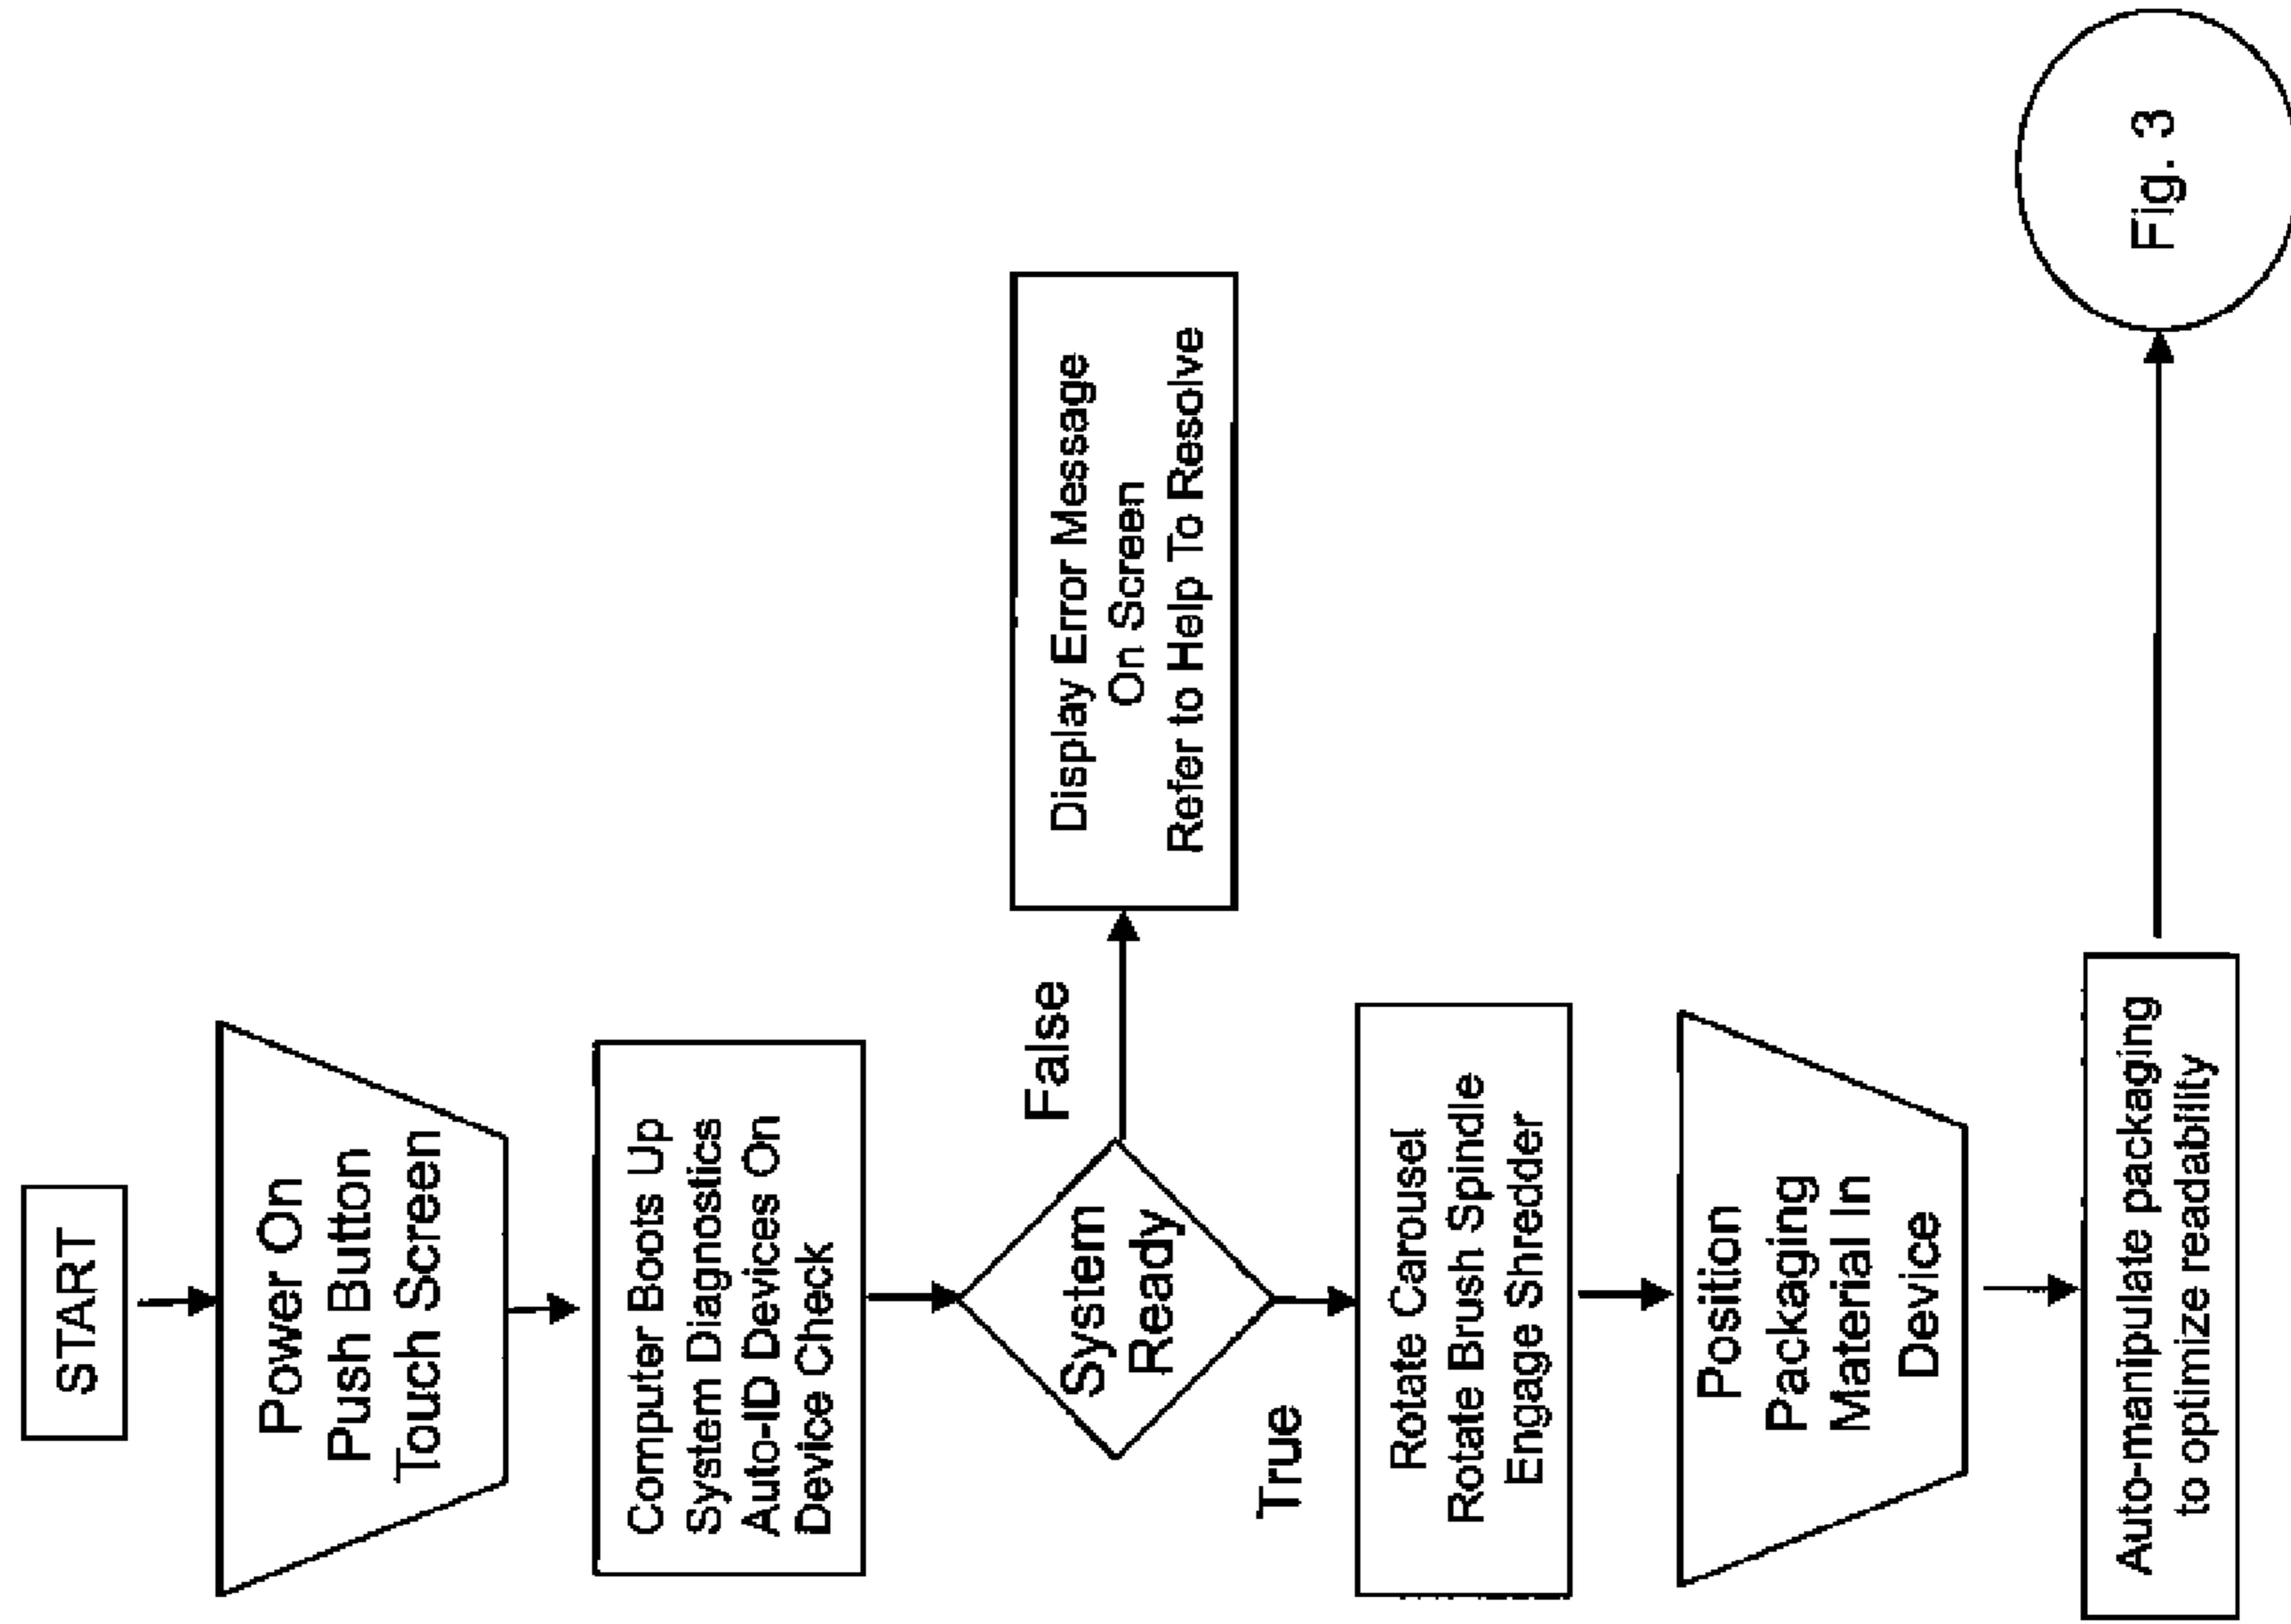 START
Power On
Push Button
Touch Screen
Computer Boots Up
System Diagnostics
Auto-ID Devices On
Device Check
System
Ready
False
Display Error Message
On Screen
Refer to Help To Resolve
True
Rotate Carousel
Rotate Brush Spindle
Engage Shredder
Position
Packaging
Material In
Device
Auto-manipulate packaging
to optimize readability
Fig. 3